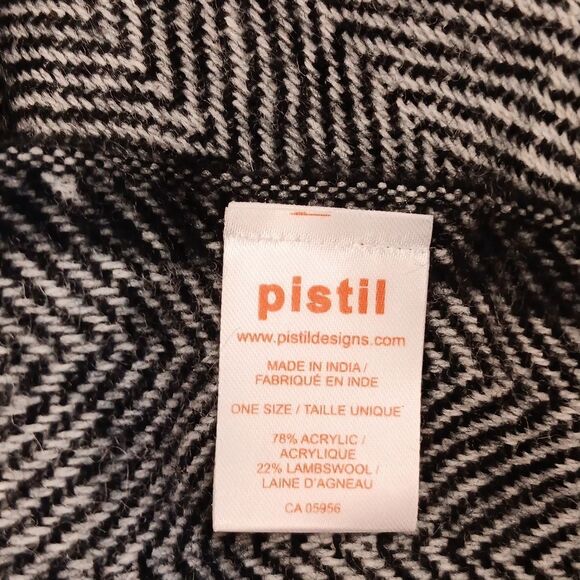 pistil
www.pistildesigns.com
MADE IN INDIA /
FABRIQUÉ EN INDE
ONE SIZE / TAILLE UNIQUE
78% ACRYLIC /
ACRYLIQUE
22% LAMBSWOOL /
LAINE D'AGNEAU
CA 05956